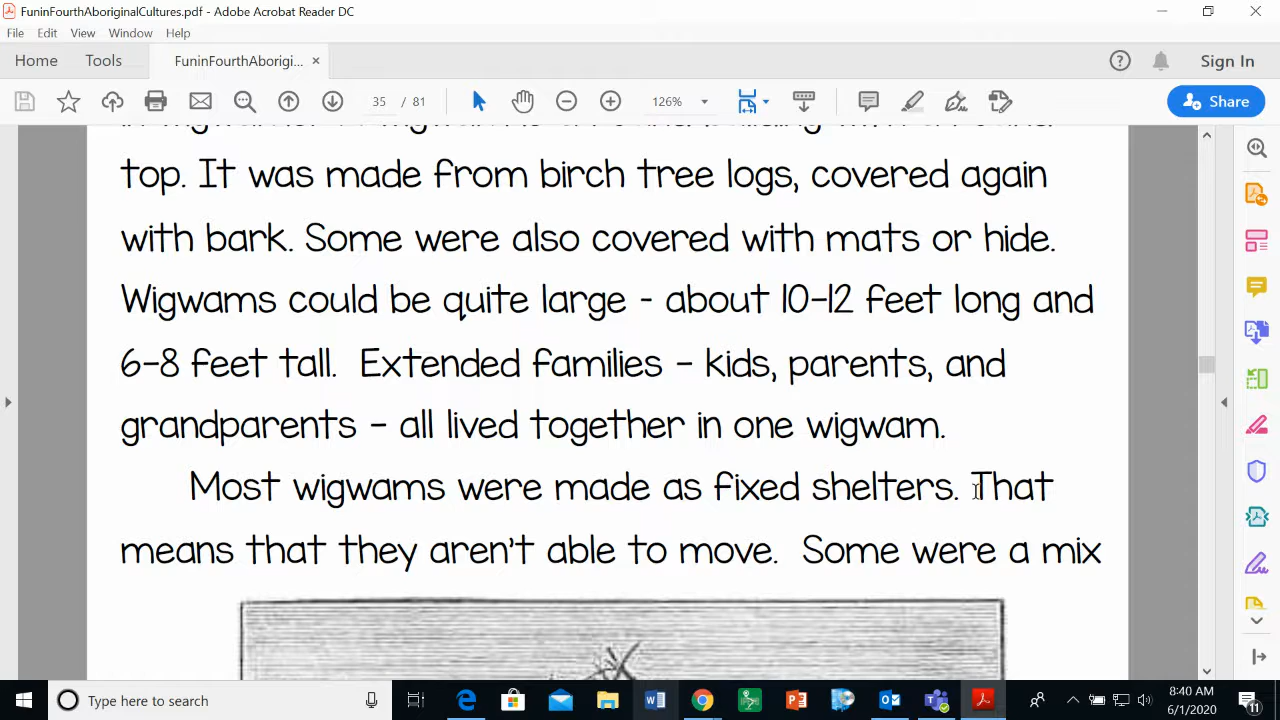 FuninFourthAboriginalCultures.pdf - Adobe Acrobat Reader DC
File Edit View Window Help
Home Tools FuninFourthAborigi... × Sign In
35 / 81 126% Share
top. It was made from birch tree logs, covered again
with bark. Some were also covered with mats or hide.
Wigwams could be quite large - about 10-12 feet long and
6-8 feet tall. Extended families - kids, parents, and
grandparents - all lived together in one wigwam.
Most wigwams were made as fixed shelters. That
means that they aren't able to move. Some were a mix
Type here to search
8:40 AM
6/1/2020
11